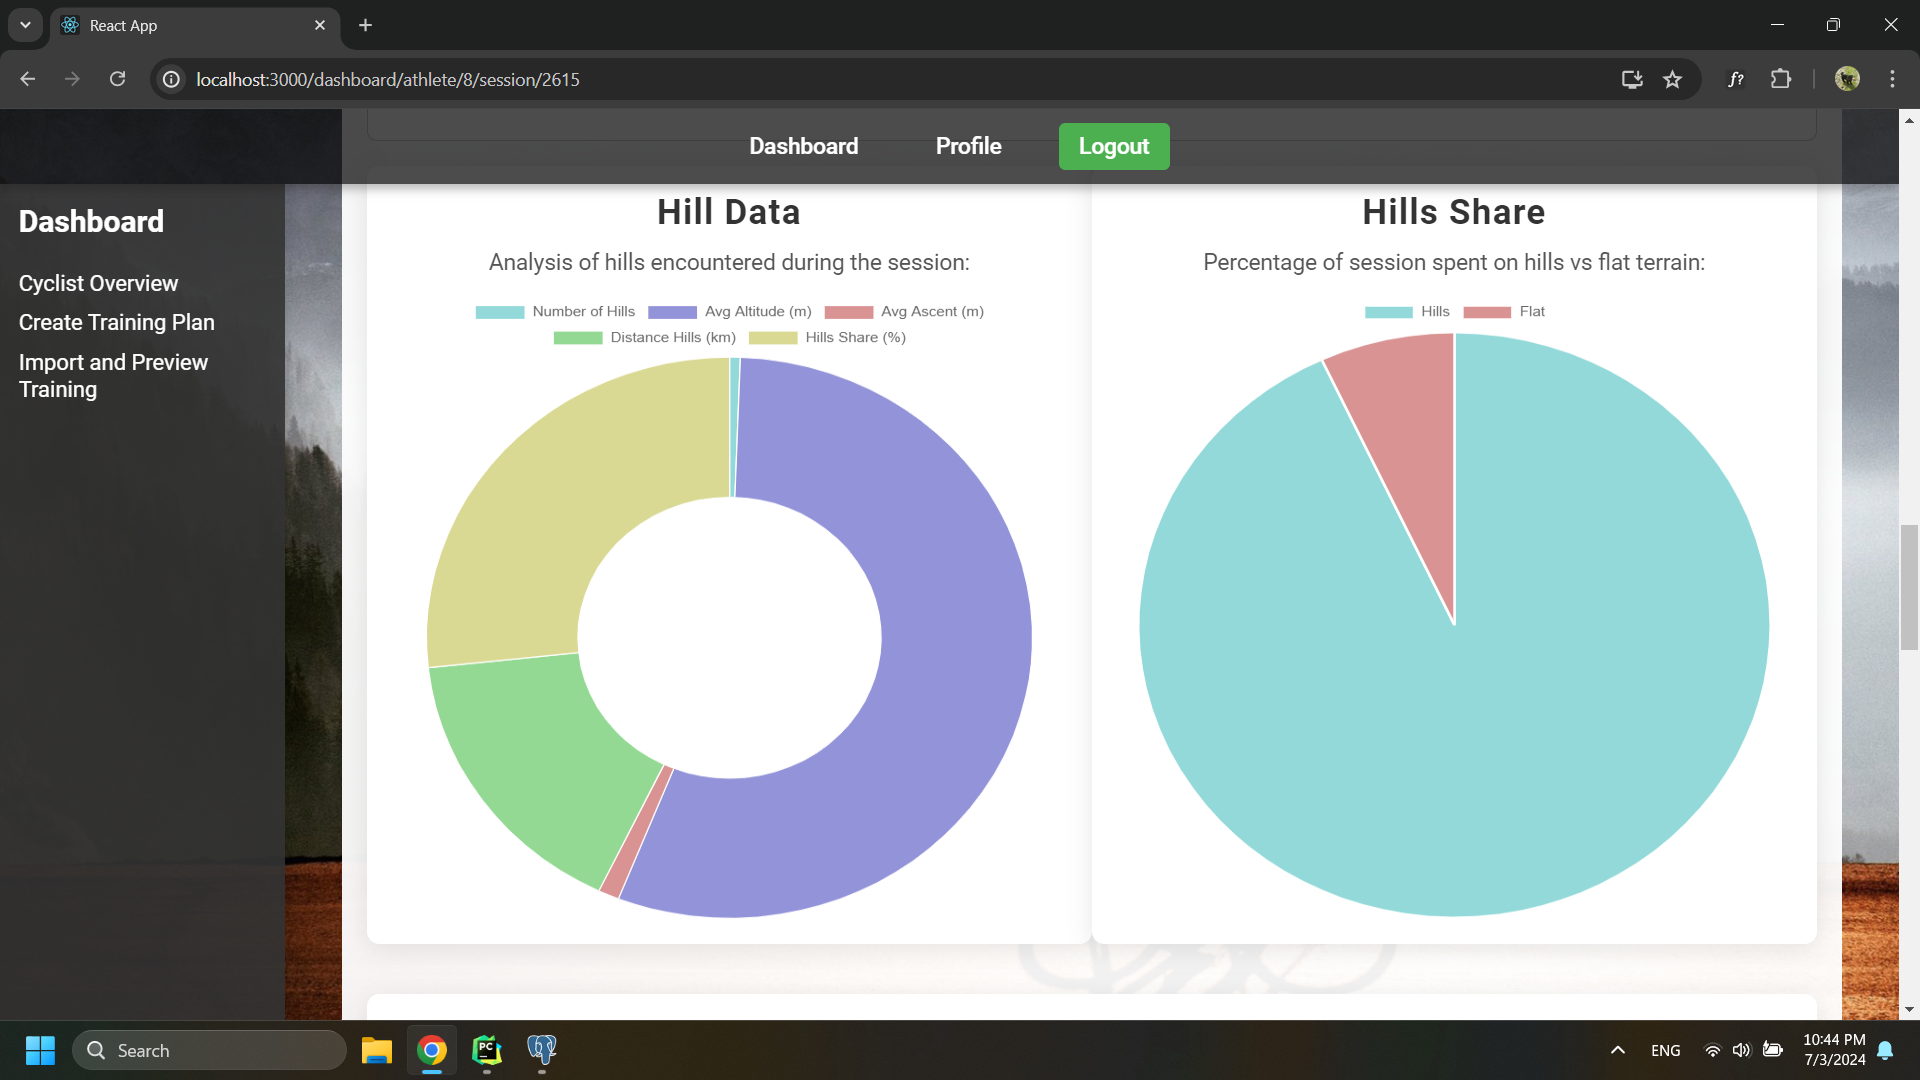 React App
localhost:3000/dashboard/athlete/8/session/2615
f?
Dashboard Profile Logout
Dashboard
Cyclist Overview
Create Training Plan
Import and Preview
Training
Hill Data
Analysis of hills encountered during the session:
Number of Hills Avg Altitude (m) Avg Ascent (m)
Distance Hills (km) Hills Share (%)
Hills Share
Percentage of session spent on hills vs flat terrain:
Hills Flat
Search
PC
ENG
10:44 PM
7/3/2024